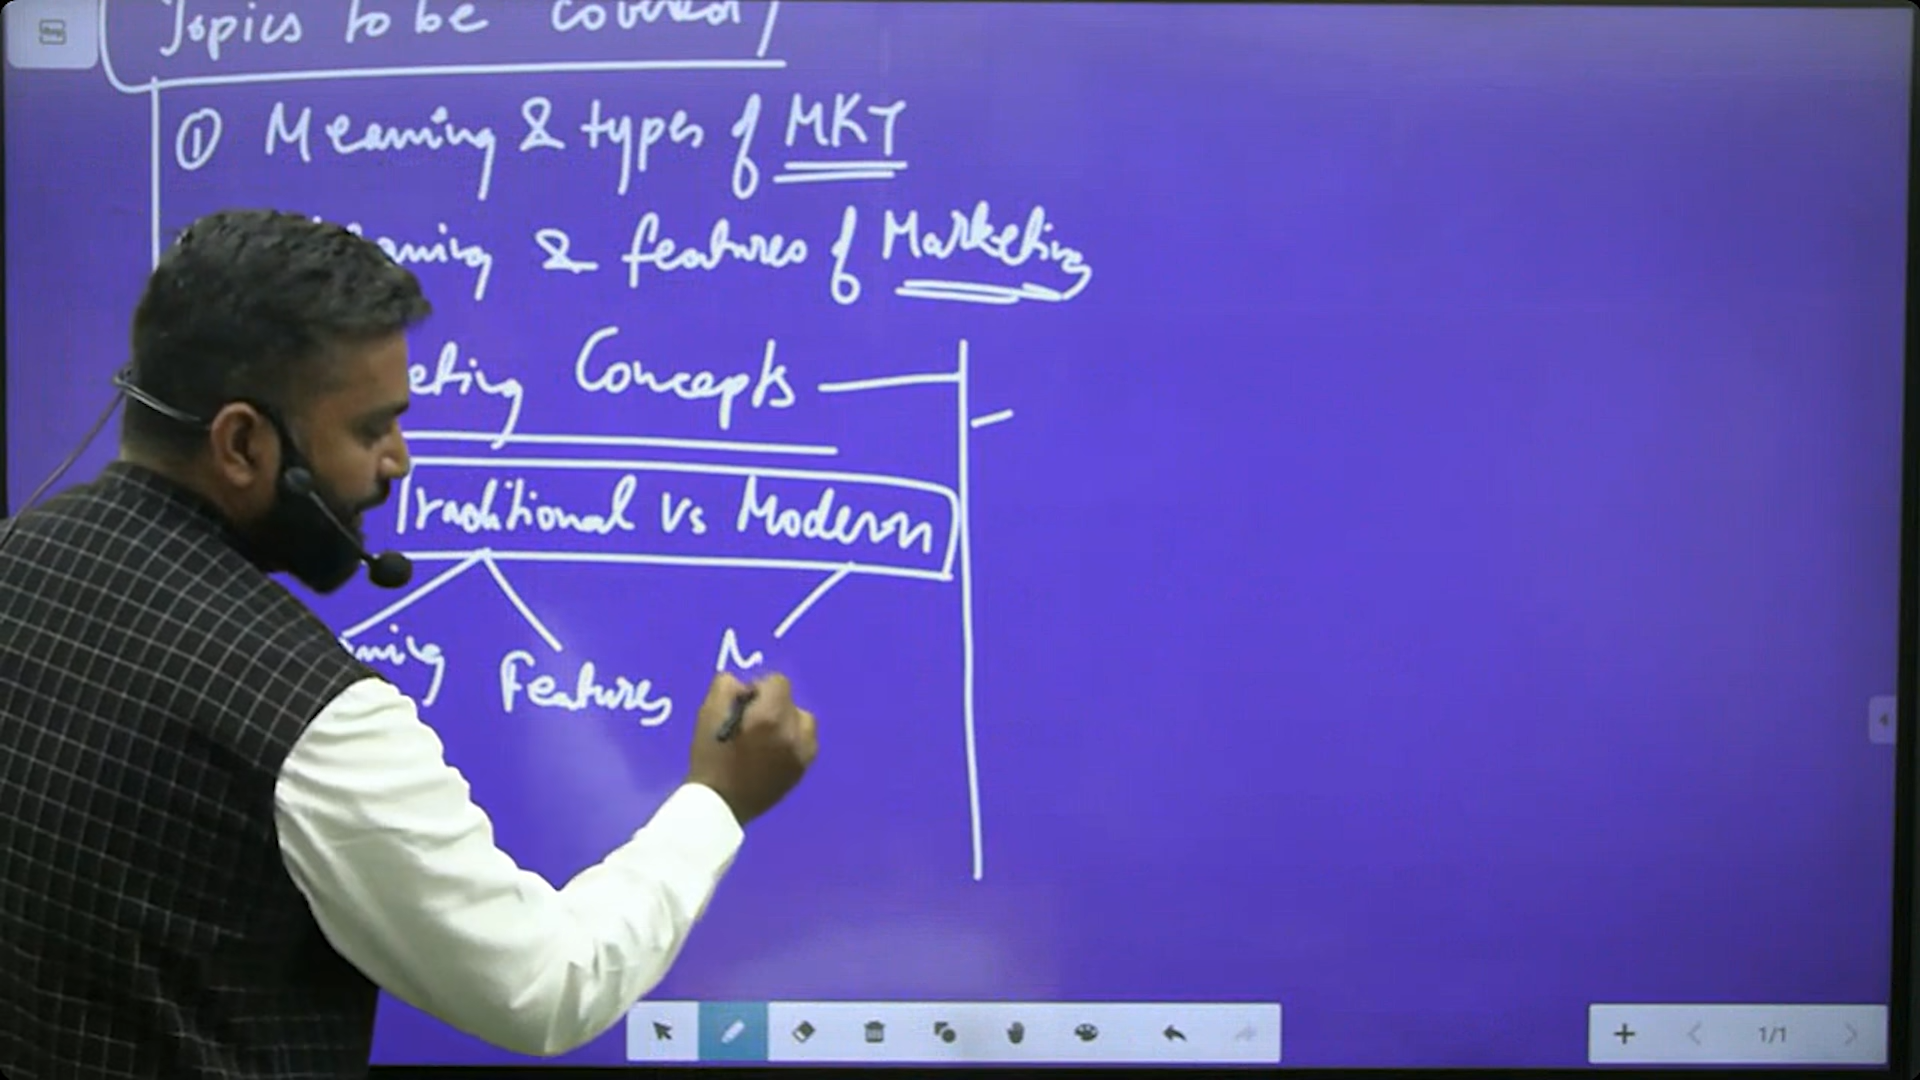 Topics to be covered
① Meaning & types of MKT
& features of Marketing
Concepts
Traditional Vs Modern
Features
1/1